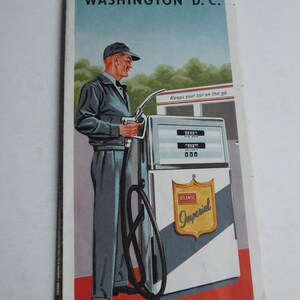 WASHINGTON D. C.
Keeps your car on the go
ATLANTIC
Imperial